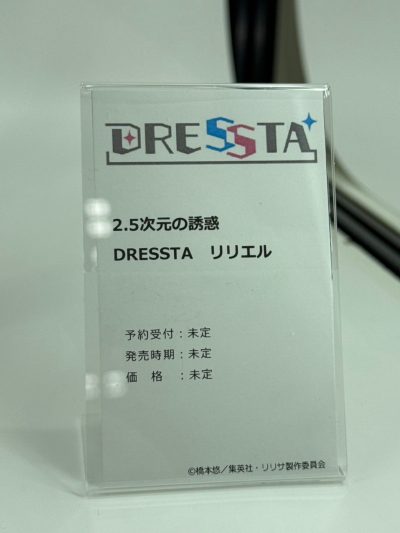 DRESSTA
2.5次元の誘惑
DRESSTA　リリエル
予約受付：未定
発売時期：未定
価　格　：未定
©橋本悠／集英社・リリサ製作委員会